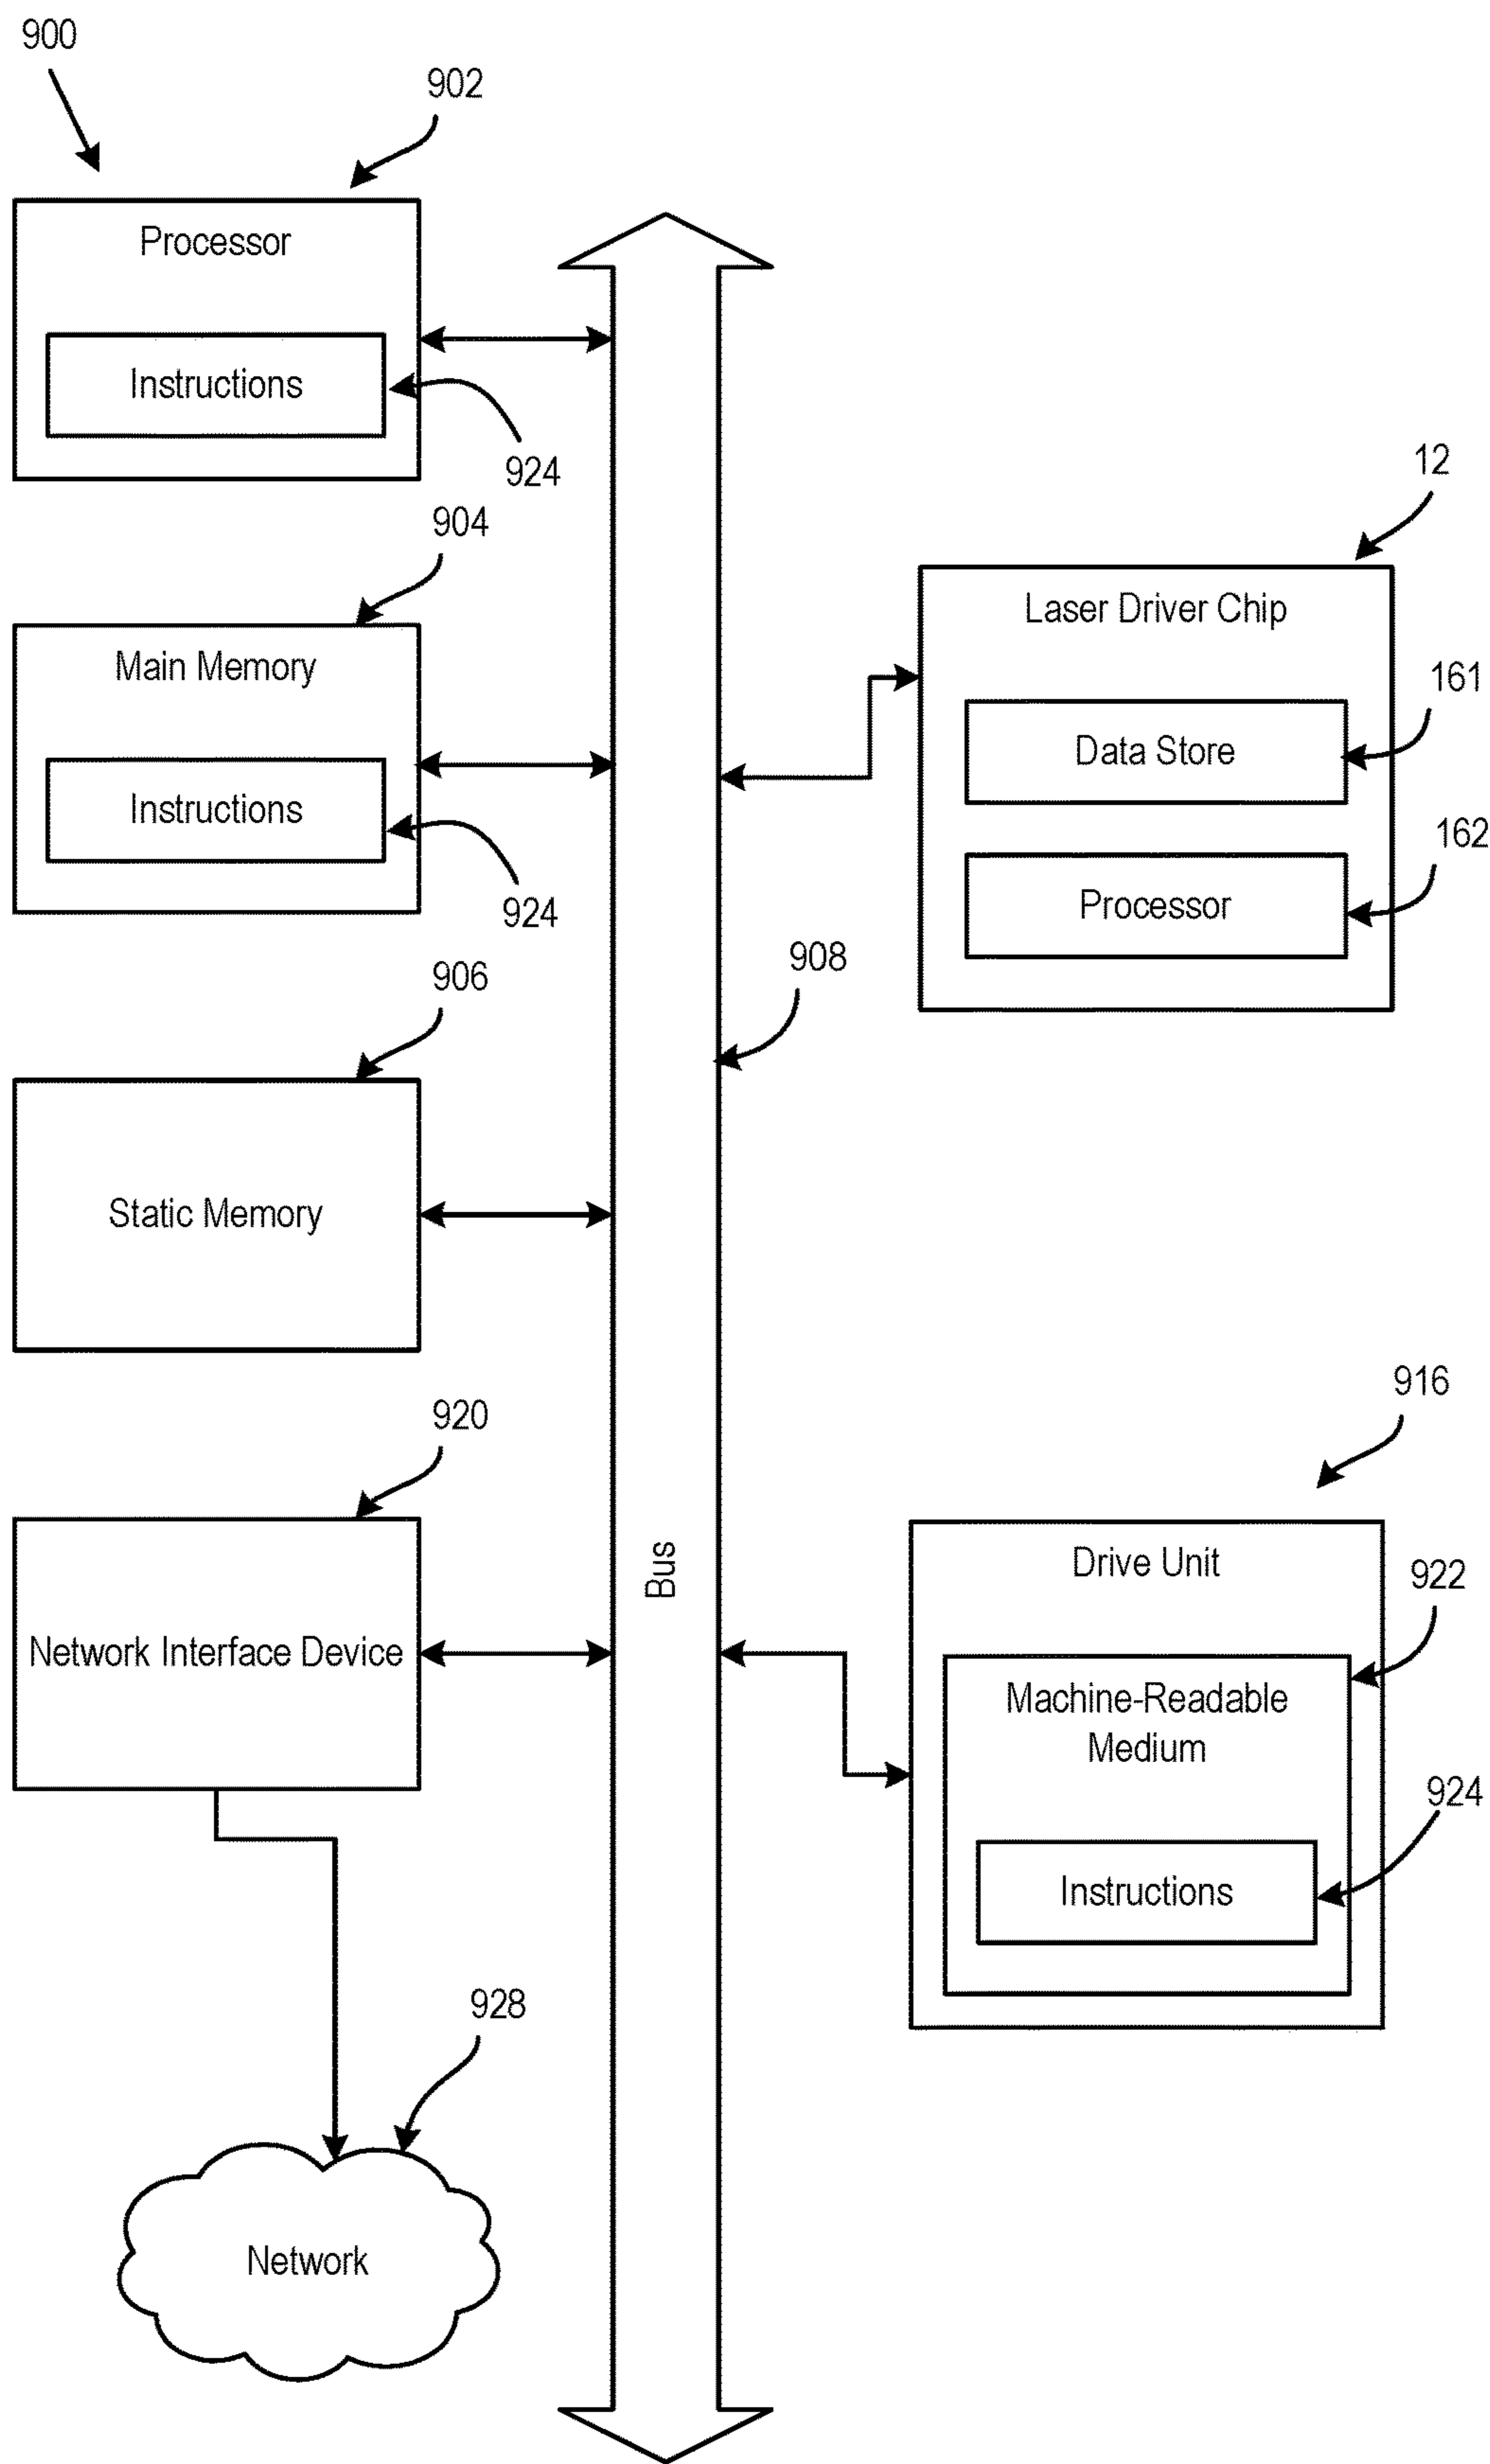 900
902
Processor
Instructions
924
904
Main Memory
Instructions
924
906
Static Memory
920
Network Interface Device
928
Network
908
Bus
12
Laser Driver Chip
161
Data Store
162
Processor
916
Drive Unit
922
Machine-Readable
Medium
924
Instructions